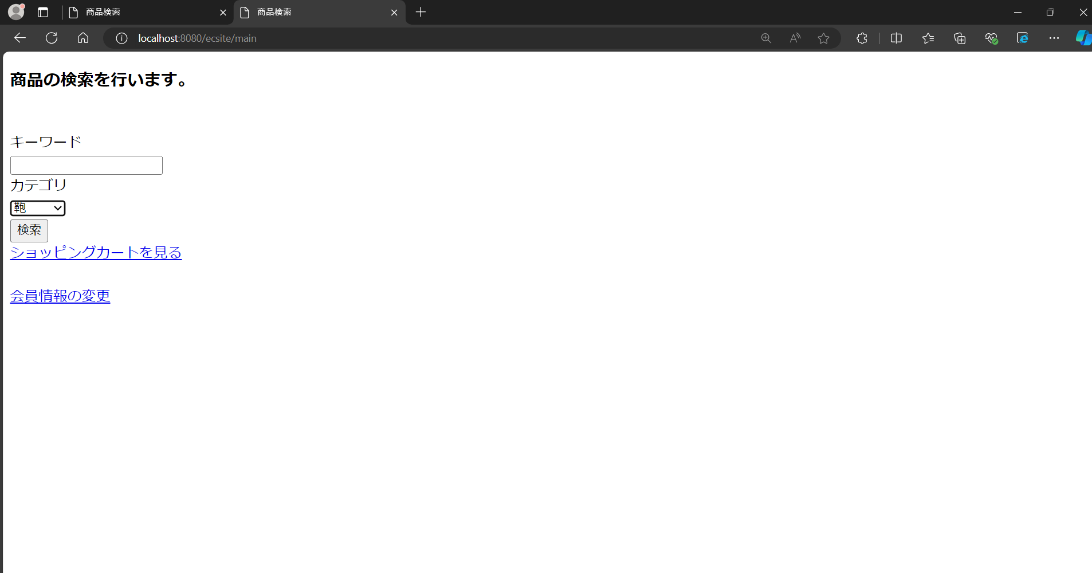 商品検索
商品検索
localhost:8080/ecsite/main
商品の検索を行います。
キーワード
カテゴリ
鞄
検索
ショッピングカートを見る
会員情報の変更